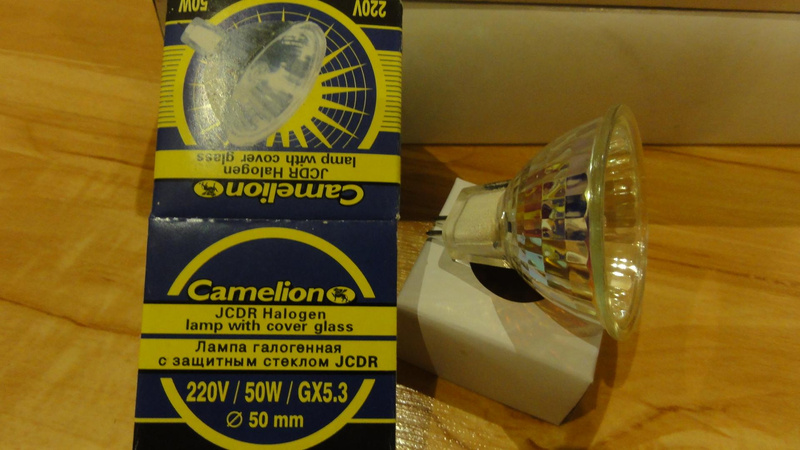 50W
220V
JCDR Halogen
lamp with cover glass
Camelion
Camelion
JCDR Halogen
lamp with cover glass
Лампа галогенная
с защитным стеклом JCDR
220V / 50W / GX5.3
Ø 50 mm